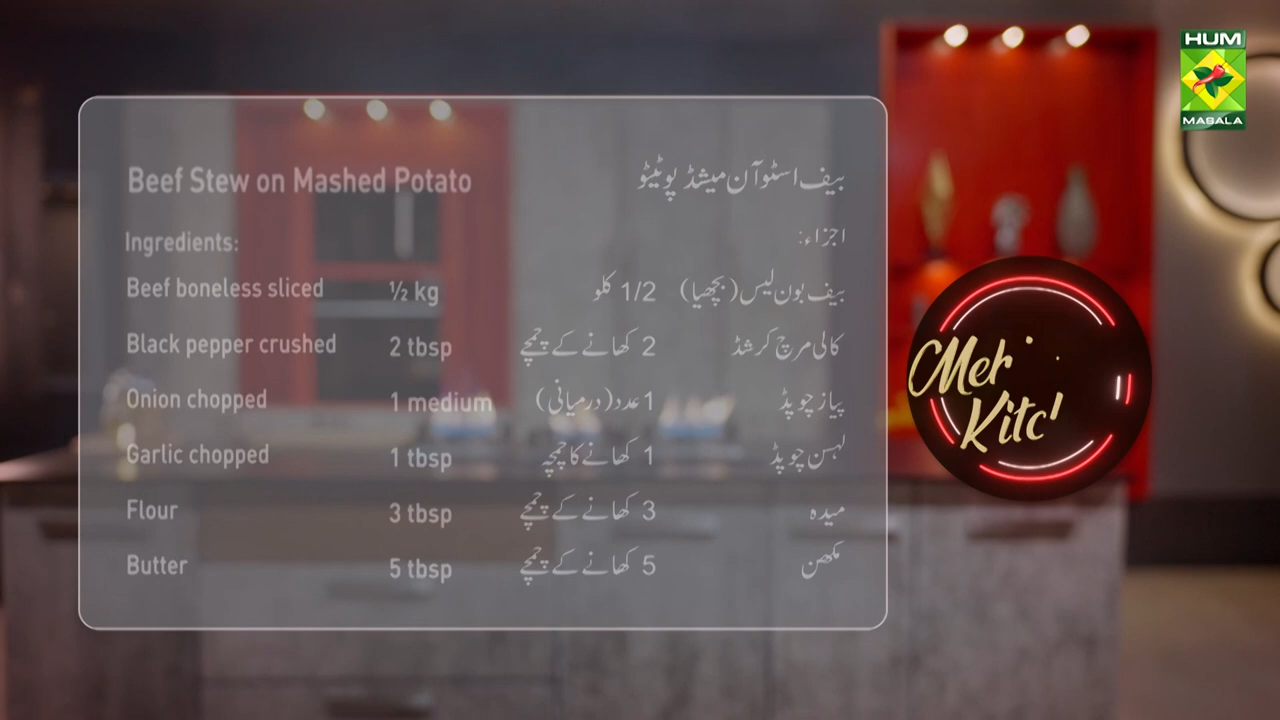 HUM
MASALA
Beef Stew on Mashed Potato بیف اسٹو آن میشڈ پوٹیٹو
Ingredients: اجزاء:
Beef boneless sliced ½ kg بیف بون لیس (بچھیا) 1/2 کلو
Black pepper crushed 2 tbsp کالی مرچ کرشڈ 2 کھانے کے چمچے
Onion chopped 1 medium پیاز چوپڈ 1 عدد (درمیانی)
Garlic chopped 1 tbsp لہسن چوپڈ 1 کھانے کا چمچہ
Flour 3 tbsp میدہ 3 کھانے کے چمچے
Butter 5 tbsp مکھن 5 کھانے کے چمچے